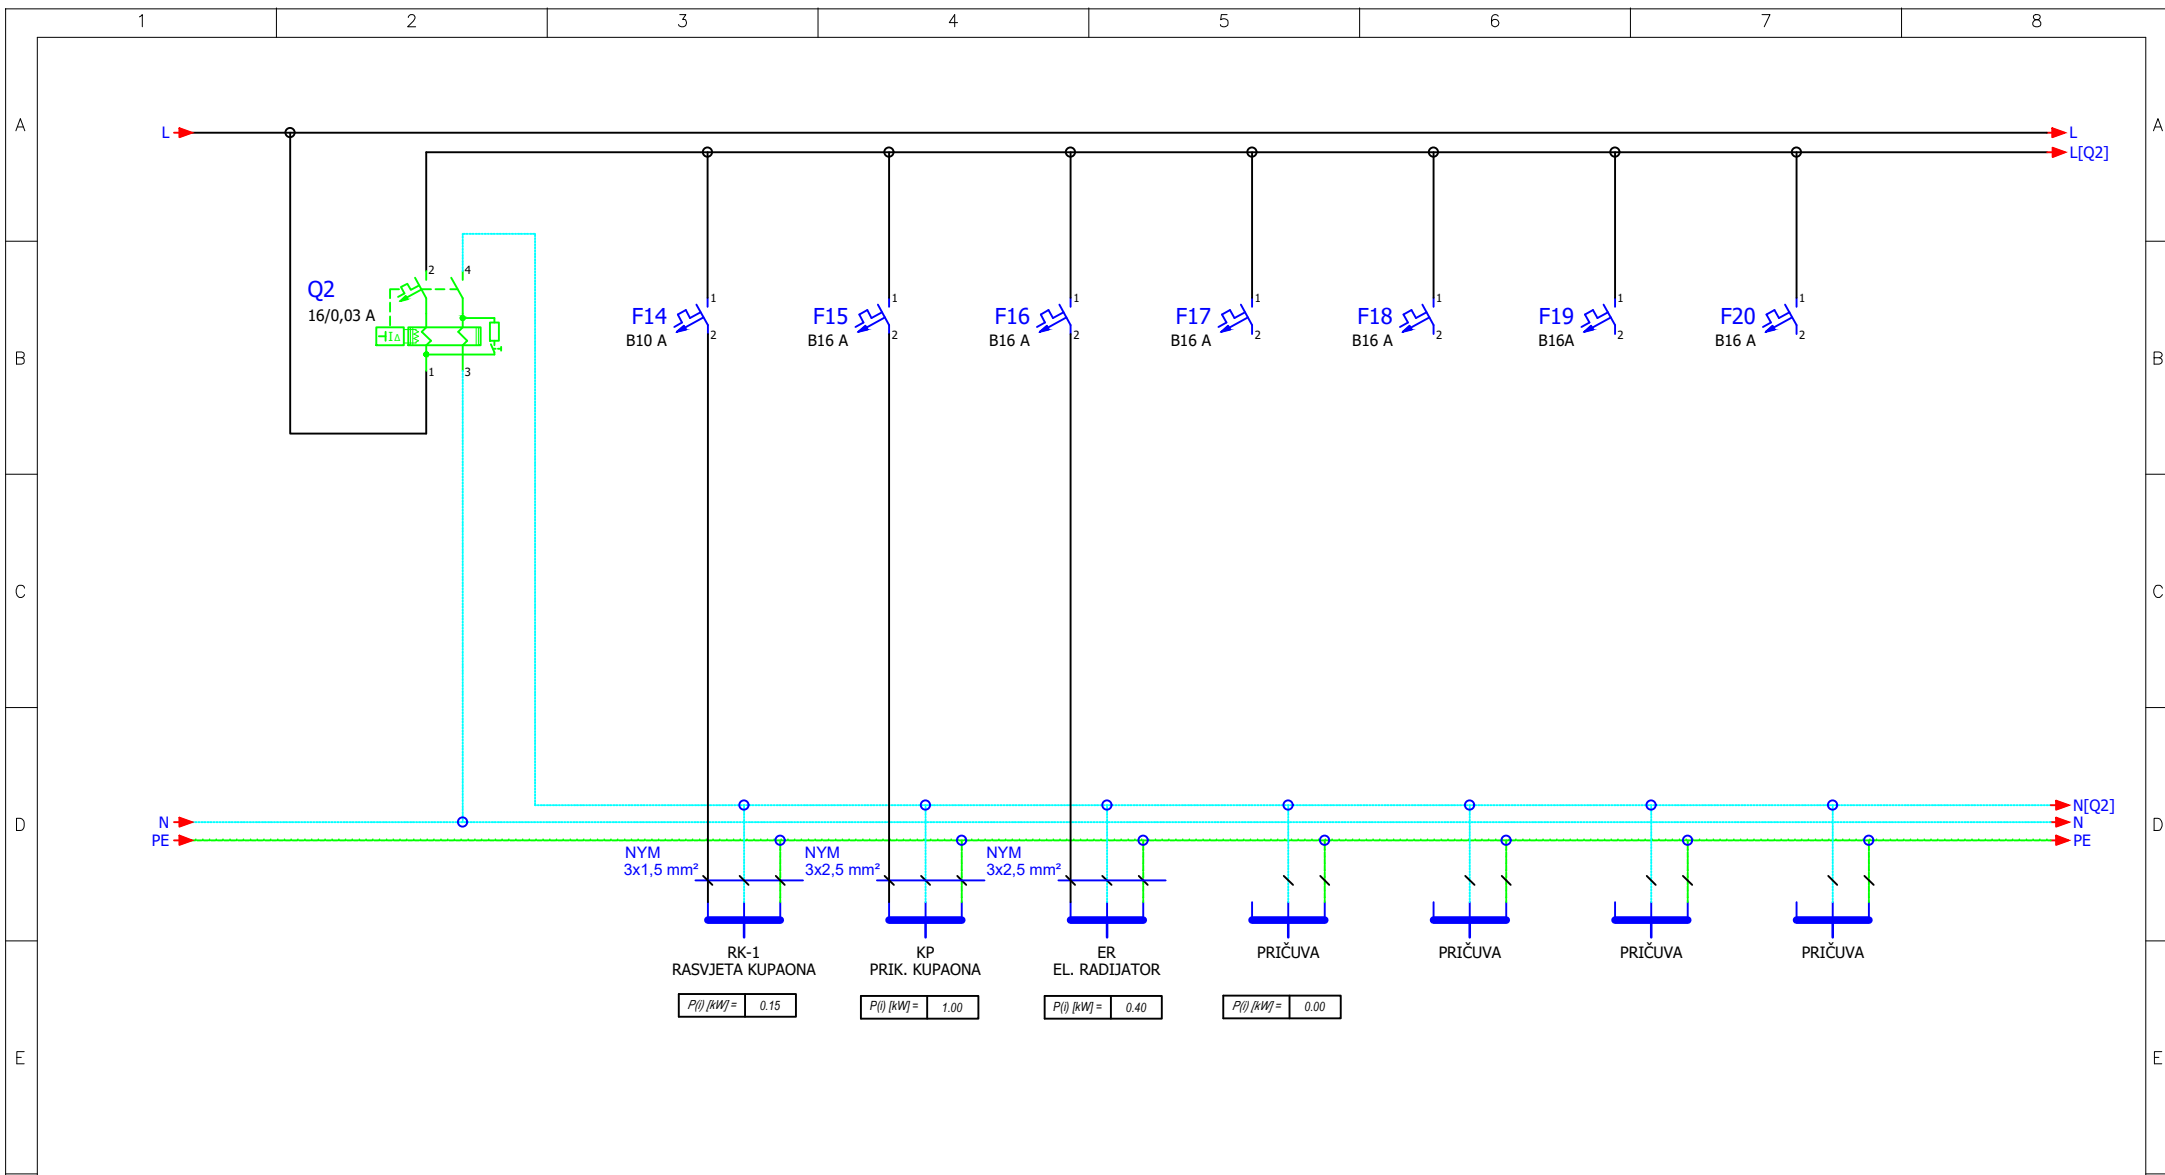 1 2 3 4 5 6 7 8
A A
L L
L[Q2]
2 4
Q2
16/0,03 A
I∆
1 3
F14 1
B10 A 2
F15 1
B16 A 2
F16 1
B16 A 2
F17 1
B16 A 2
F18 1
B16 A 2
F19 1
B16A 2
F20 1
B16 A 2
B B
C C
D D
N[Q2]
N N
PE PE
NYM
3x1,5 mm²
NYM
3x2,5 mm²
NYM
3x2,5 mm²
RK-1
RASVJETA KUPAONA
KP
PRIK. KUPAONA
ER
EL. RADIJATOR
PRIČUVA
PRIČUVA
PRIČUVA
PRIČUVA
P(i) [kW] = 0.15
P(i) [kW] = 1.00
P(i) [kW] = 0.40
P(i) [kW] = 0.00
E E